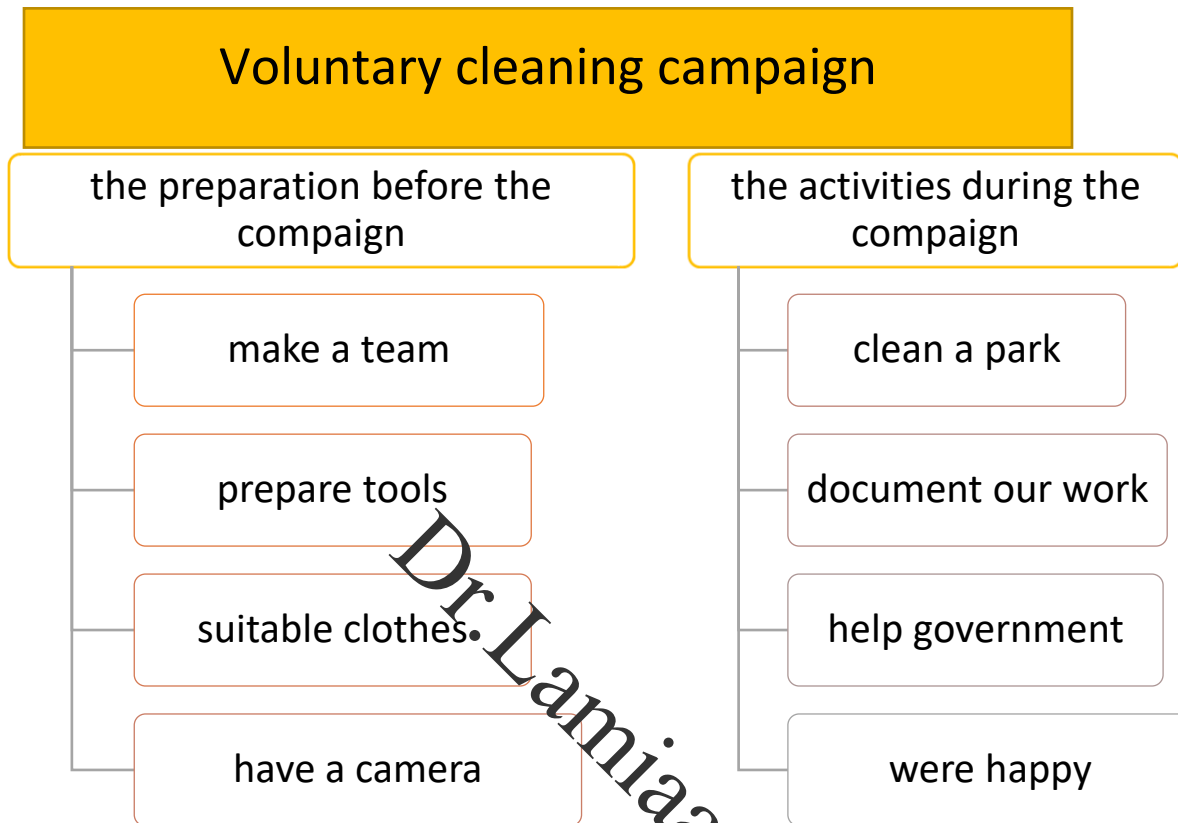 Voluntary cleaning campaign
the preparation before the
compaign
make a team
prepare tools
suitable clothes
have a camera
the activities during the
compaign
clean a park
document our work
help government
were happy
Dr.Lamiaa